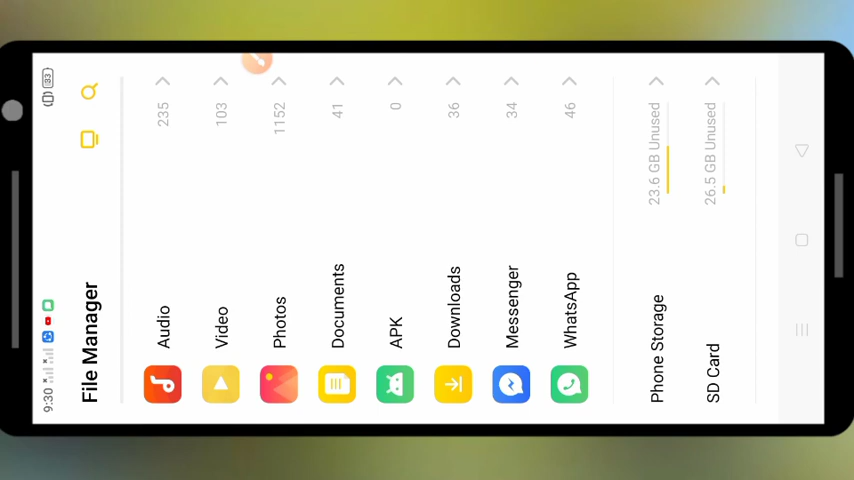 9:30
33
File Manager
Audio 235
Video 103
Photos 1152
Documents 41
APK 0
Downloads 36
Messenger 34
WhatsApp 46
Phone Storage 23.6 GB Unused
SD Card 26.5 GB Unused